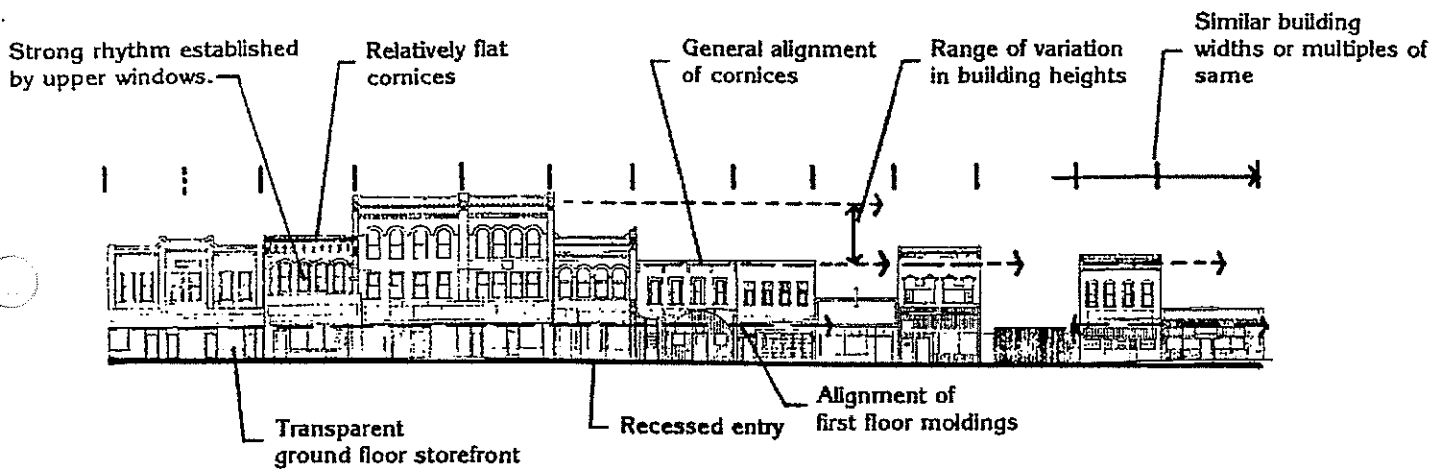 Strong rhythm established
by upper windows.
Relatively flat
cornices
General alignment
of cornices
Range of variation
in building heights
Similar building
widths or multiples of
same
Transparent
ground floor storefront
Recessed entry
Alignment of
first floor moldings